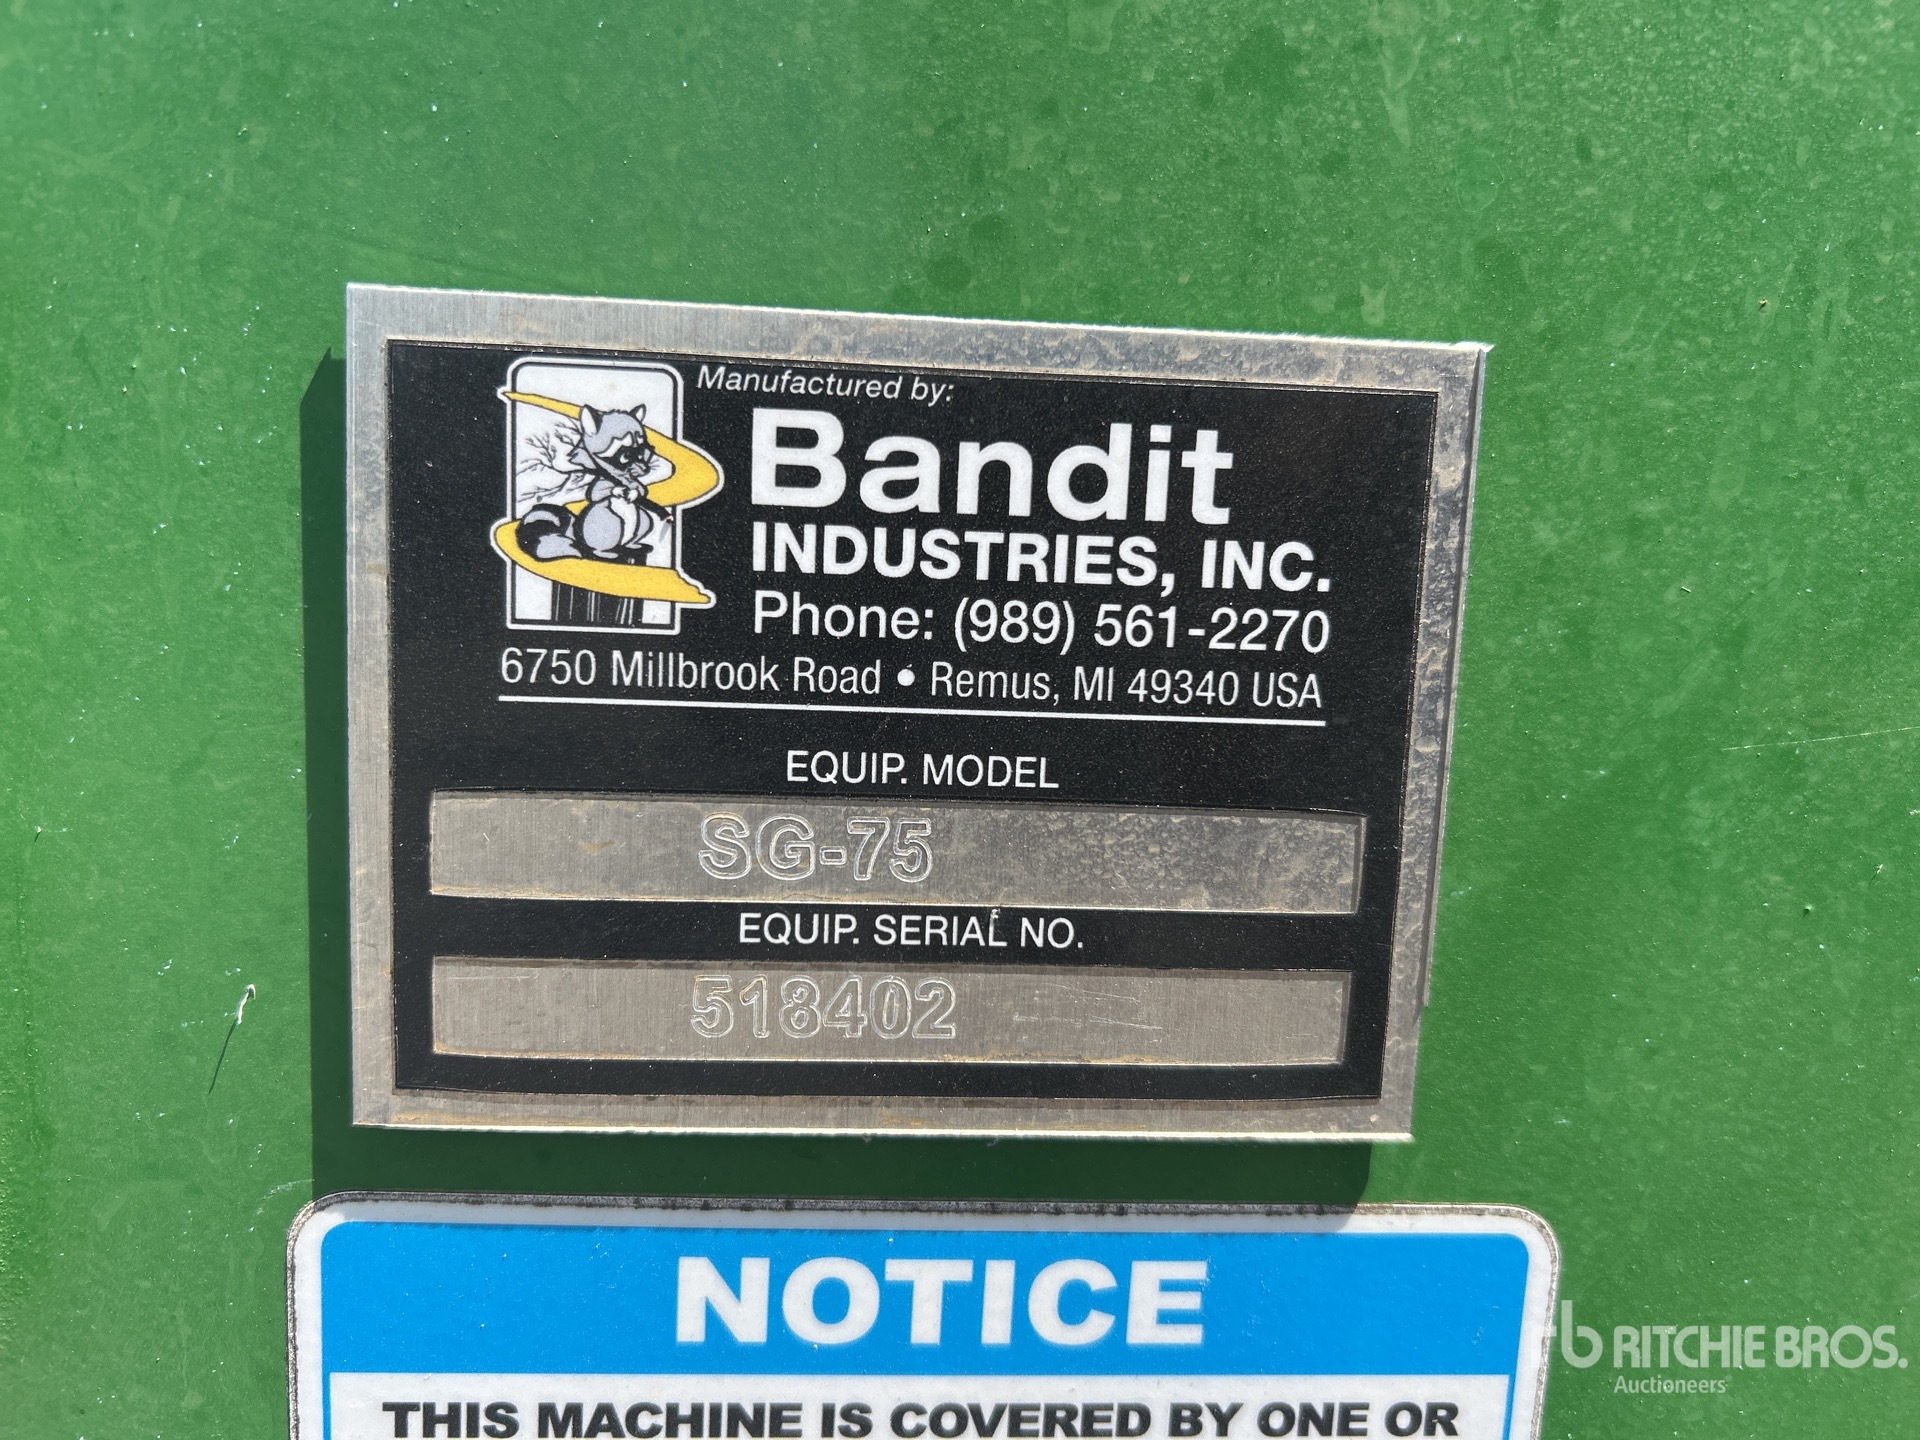 Manufactured by:
Bandit
INDUSTRIES, INC.
Phone: (989) 561-2270
6750 Millbrook Road • Remus, MI 49340 USA
EQUIP. MODEL
SG-75
EQUIP. SERIAL NO.
518402
NOTICE
THIS MACHINE IS COVERED BY ONE OR
rb RITCHIE BROS.
Auctioneers